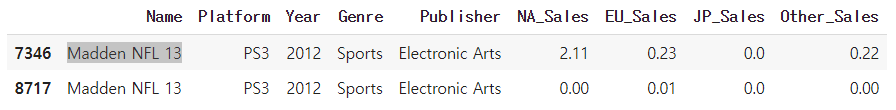 Name Platform Year Genre Publisher NA_Sales EU_Sales JP_Sales Other_Sales
7346 Madden NFL 13 PS3 2012 Sports Electronic Arts 2.11 0.23 0.0 0.22
8717 Madden NFL 13 PS3 2012 Sports Electronic Arts 0.00 0.01 0.0 0.00